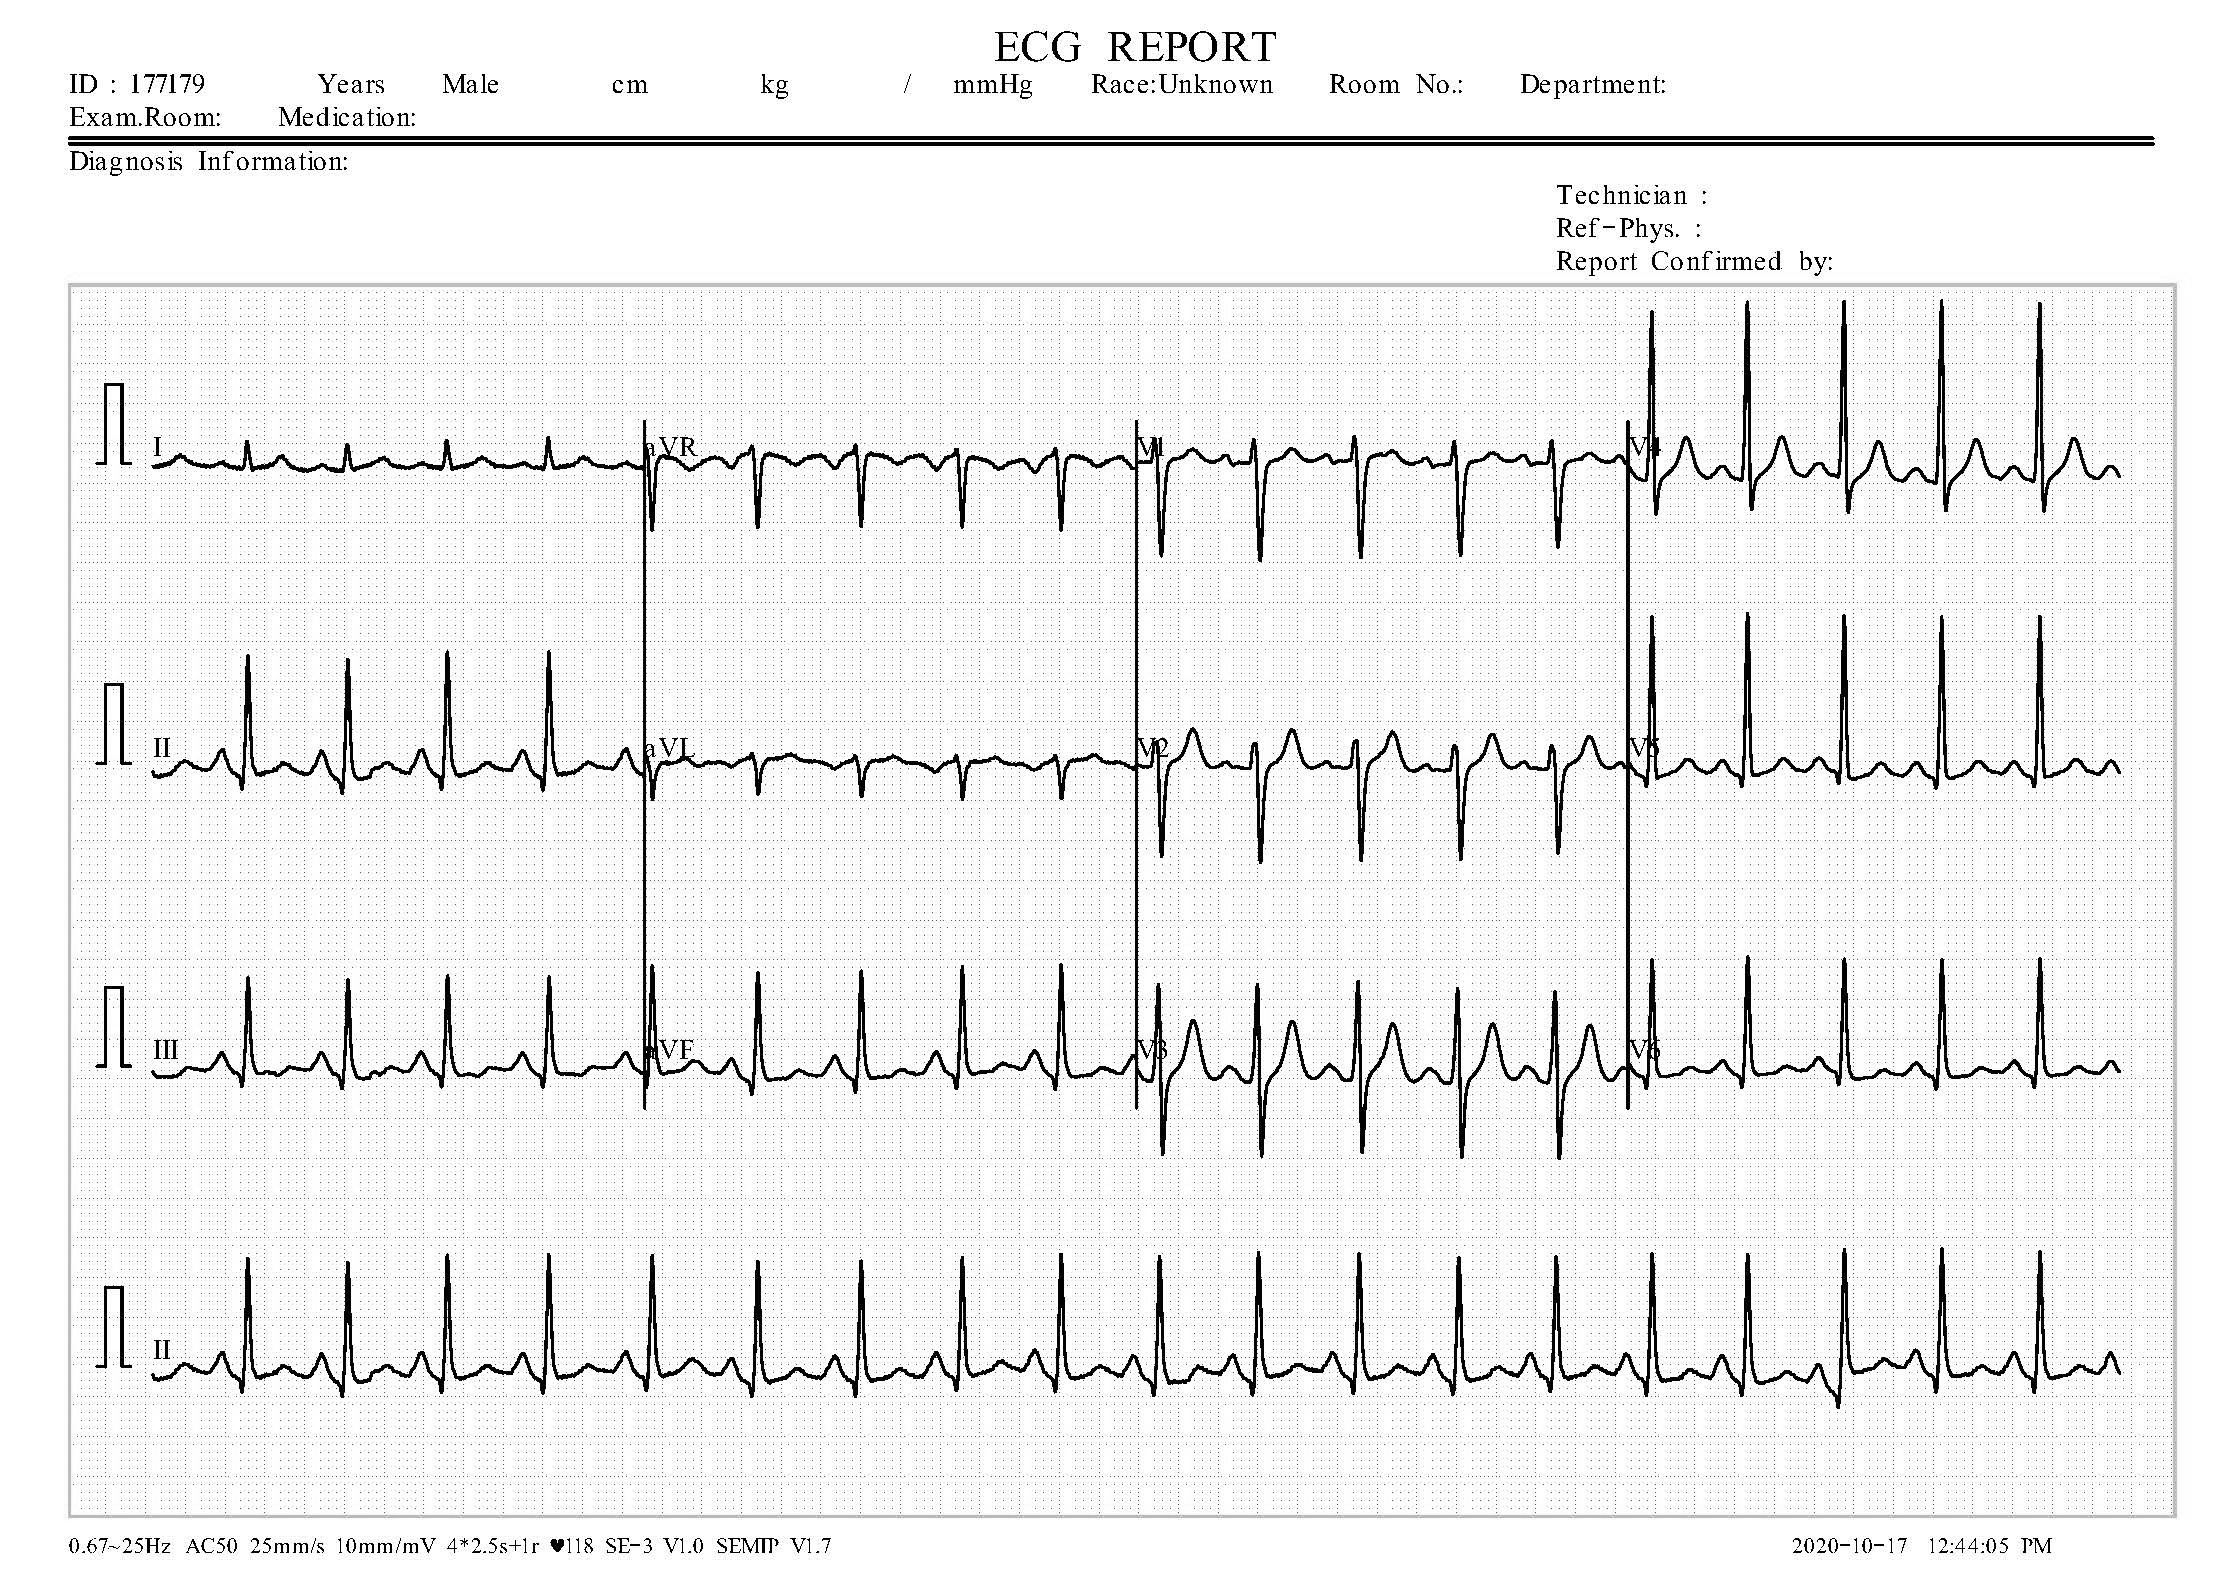 ECG REPORT
ID : 177179 Years Male cm kg / mmHg Race:Unknown Room No.: Department:
Exam.Room: Medication:
Diagnosis Information:
Technician :
Ref-Phys. :
Report Confirmed by:
I aVR V1 V4
II aVL V2 V5
III aVF V3 V6
II
0.67~25Hz AC50 25mm/s 10mm/mV 4*2.5s+1r ♥118 SE-3 V1.0 SEMIP V1.7 2020-10-17 12:44:05 PM